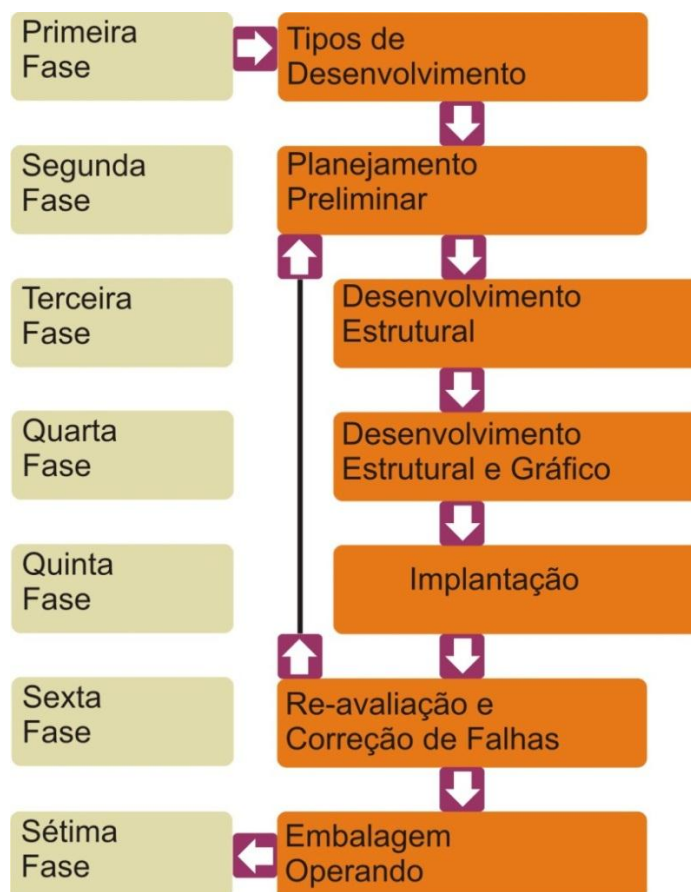 Primeira
Fase
Tipos de
Desenvolvimento
Segunda
Fase
Planejamento
Preliminar
Terceira
Fase
Desenvolvimento
Estrutural
Quarta
Fase
Desenvolvimento
Estrutural e Gráfico
Quinta
Fase
Implantação
Sexta
Fase
Re-avaliação e
Correção de Falhas
Sétima
Fase
Embalagem
Operando